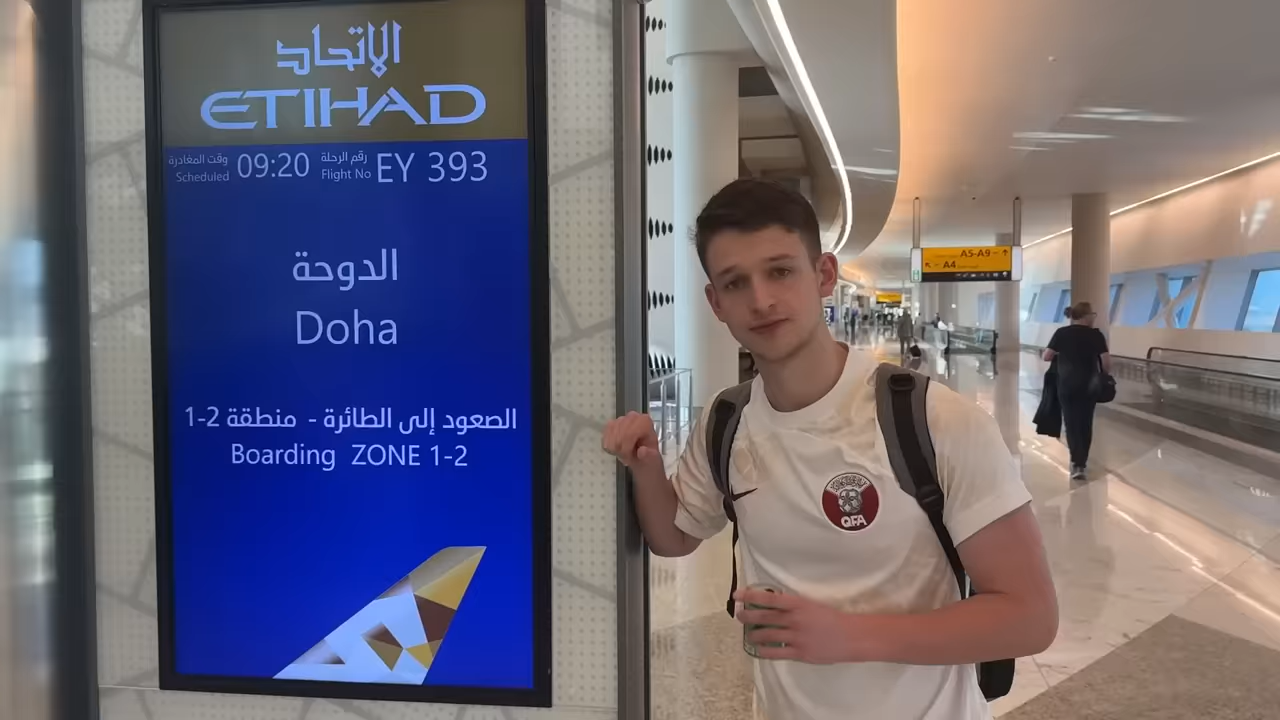 الاتحاد
ETIHAD
وقت المغادرة
Scheduled
09:20
رقم الرحلة
Flight No
EY 393
الدوحة
Doha
الصعود إلى الطائرة - منطقة 2-1
Boarding ZONE 1-2
A5-A9
A4
QFA